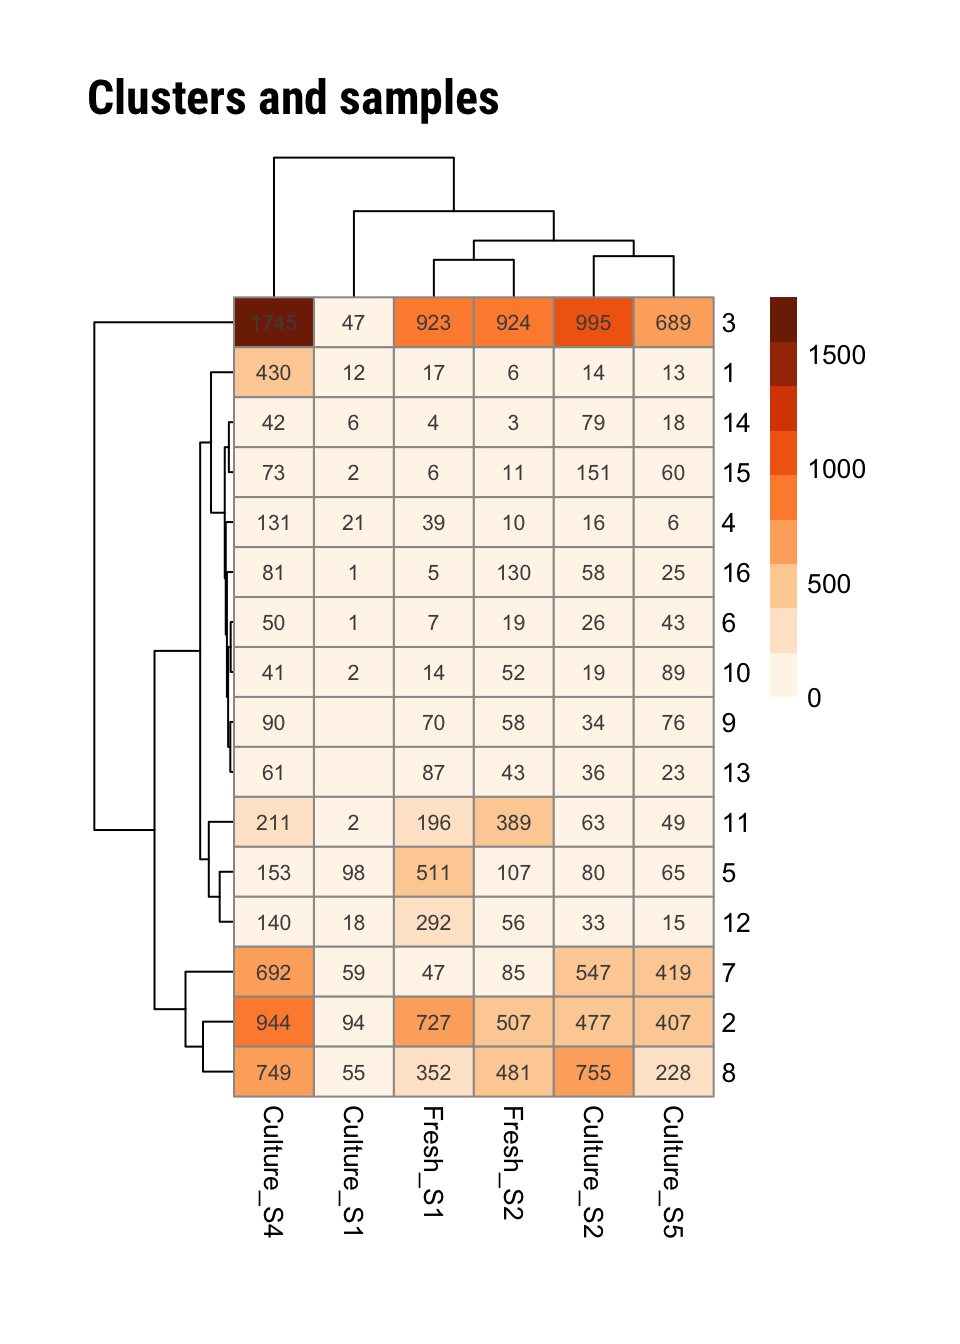 Clusters and samples
1745 47 923 924 995 689 3
430 12 17 6 14 13 1
42 6 4 3 79 18 14
73 2 6 11 151 60 15
131 21 39 10 16 6 4
81 1 5 130 58 25 16
50 1 7 19 26 43 6
41 2 14 52 19 89 10
90 70 58 34 76 9
61 87 43 36 23 13
211 2 196 389 63 49 11
153 98 511 107 80 65 5
140 18 292 56 33 15 12
692 59 47 85 547 419 7
944 94 727 507 477 407 2
749 55 352 481 755 228 8
Culture_S4
Culture_S1
Fresh_S1
Fresh_S2
Culture_S2
Culture_S5
1500
1000
500
0